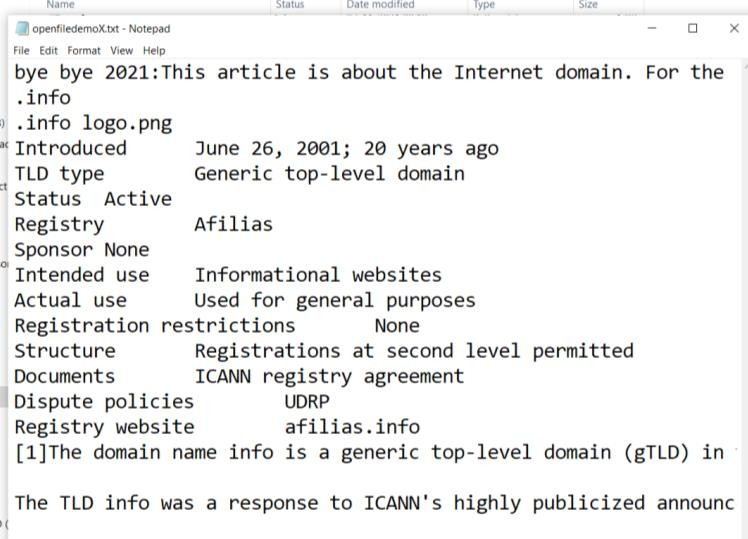 Name Status Date modified Type Size
openfiledemoX.txt - Notepad
File Edit Format View Help
bye bye 2021:This article is about the Internet domain. For the
.info
.info logo.png
Introduced June 26, 2001; 20 years ago
TLD type Generic top-level domain
Status Active
Registry Afilias
Sponsor None
Intended use Informational websites
Actual use Used for general purposes
Registration restrictions None
Structure Registrations at second level permitted
Documents ICANN registry agreement
Dispute policies UDRP
Registry website afilias.info
[1]The domain name info is a generic top-level domain (gTLD) in
The TLD info was a response to ICANN's highly publicized announc